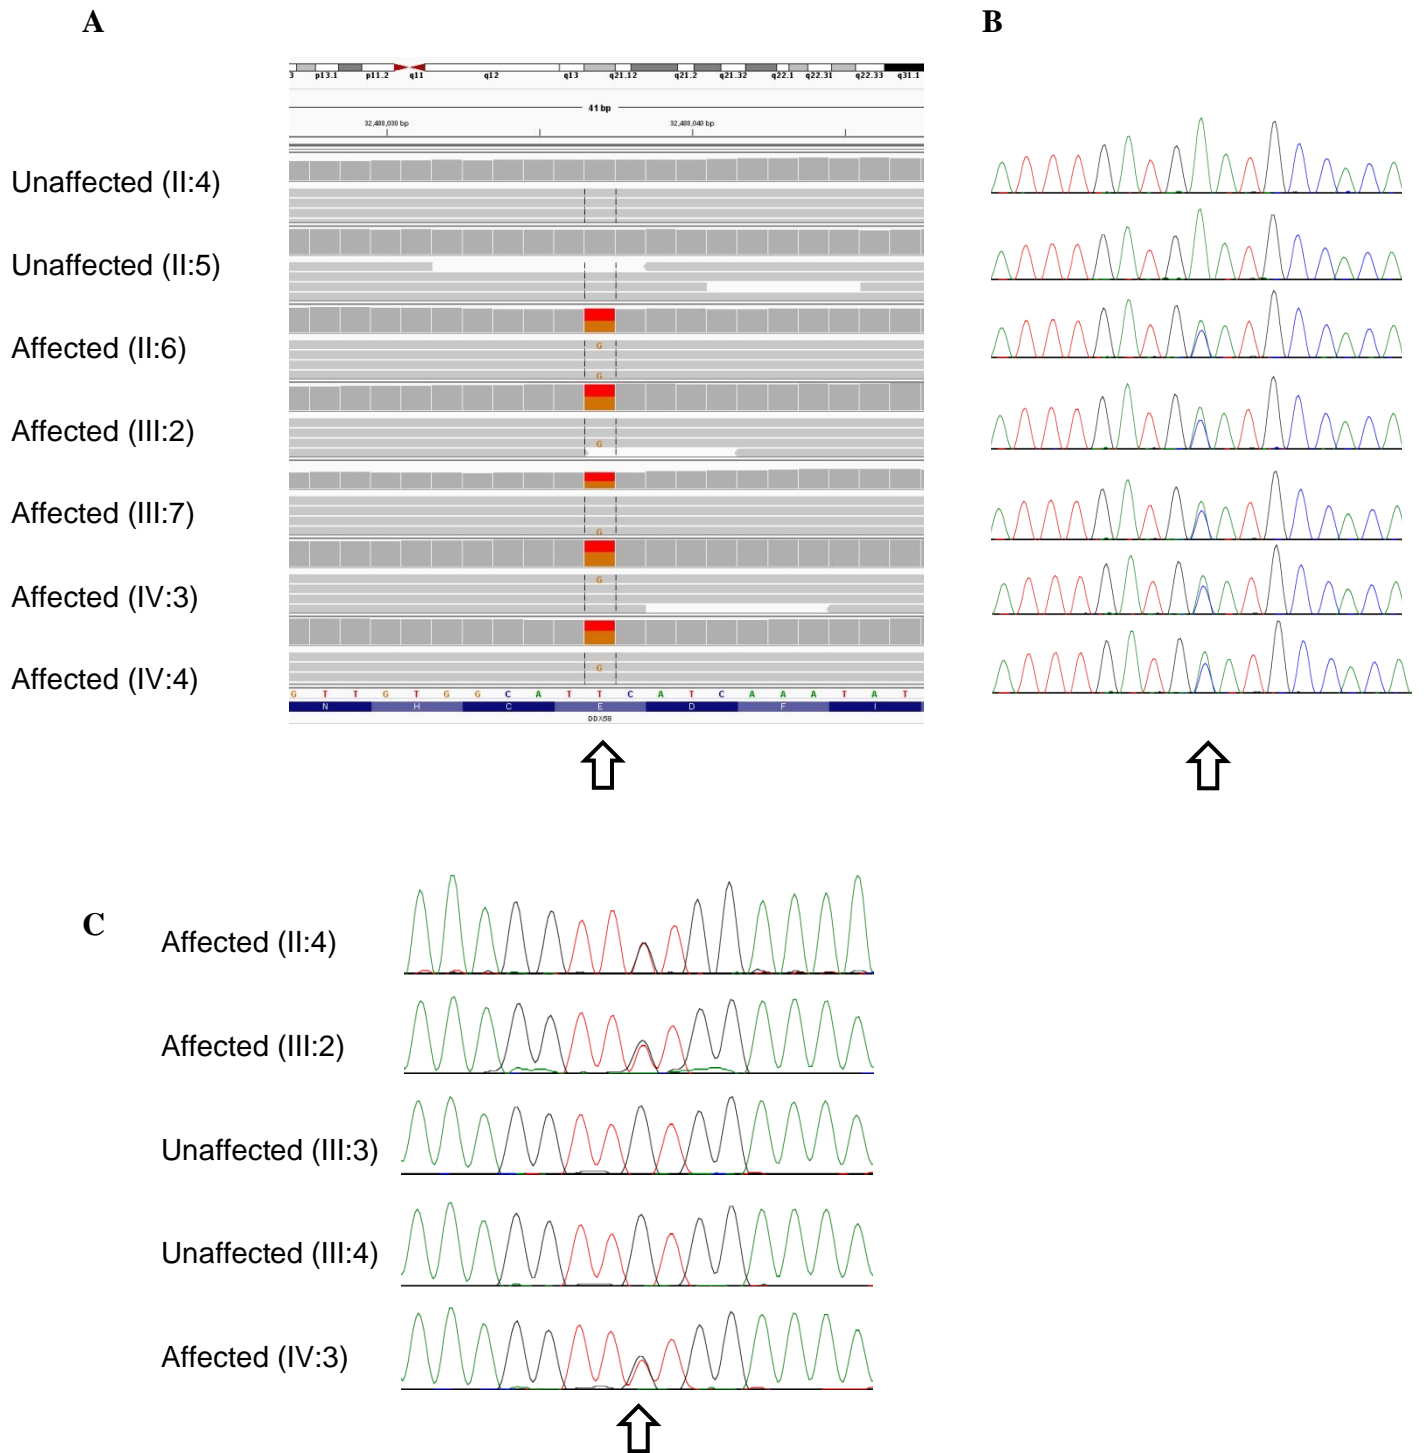 A
B
3 p13.1 p11.2 q11 q12 q13 q21.12 q21.2 q21.32 q22.1 q22.31 q22.33 q31.1
41 bp
32,488,030 bp 32,488,040 bp
Unaffected (II:4)
Unaffected (II:5)
Affected (II:6)
G
G
Affected (III:2)
G
Affected (III:7)
G
Affected (IV:3)
G
Affected (IV:4)
G
G T T G T G G C A T T C A T C A A A T A T
N H C E D F I
DDX58
C
Affected (II:4)
Affected (III:2)
Unaffected (III:3)
Unaffected (III:4)
Affected (IV:3)